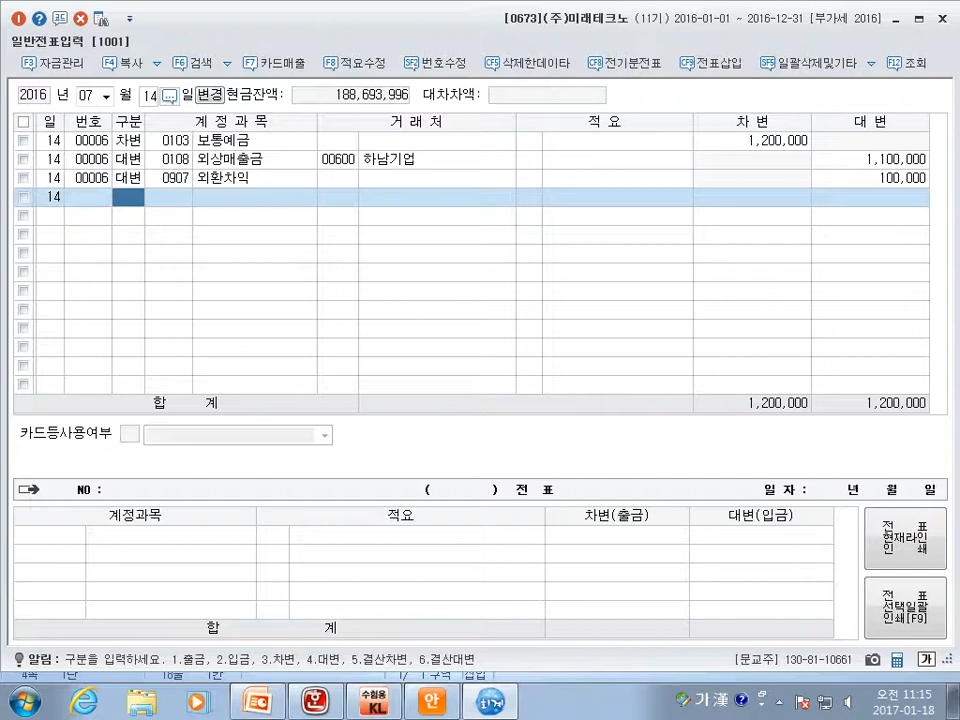 [0673](주)미래테크노 (11기) 2016-01-01 ~ 2016-12-31 [부가세 2016]
일반전표입력 [1001]
F3 자금관리 F4 복사 F6 검색 F7 카드매출 F8 적요수정 SF2 번호수정 CF5 삭제한데이타 CF8 전기분전표 CF9 전표삽입 SF5 일괄삭제및기타 F12 조회
2016 년 07 월 14 일 변경 현금잔액: 188,693,996 대차차액:
일 번호 구분 계 정 과 목 거 래 처 적 요 차 변 대 변
14 00006 차변 0103 보통예금 1,200,000
14 00006 대변 0108 외상매출금 00600 하남기업 1,100,000
14 00006 대변 0907 외환차익 100,000
14
합 계 1,200,000 1,200,000
카드등사용여부
NO : ( ) 전 표 일 자 : 년 월 일
계정과목 적요 차변(출금) 대변(입금)
전 표
현재라인
인 쇄
합 계
전 표
선택일괄
인쇄[F9]
알림: 구분을 입력하세요. 1.출금, 2.입금, 3.차변, 4.대변, 5.결산차변, 6.결산대변 [문교주] 130-81-10661 가
수험용
KL
안
회계
가 漢
오전 11:15
2017-01-18